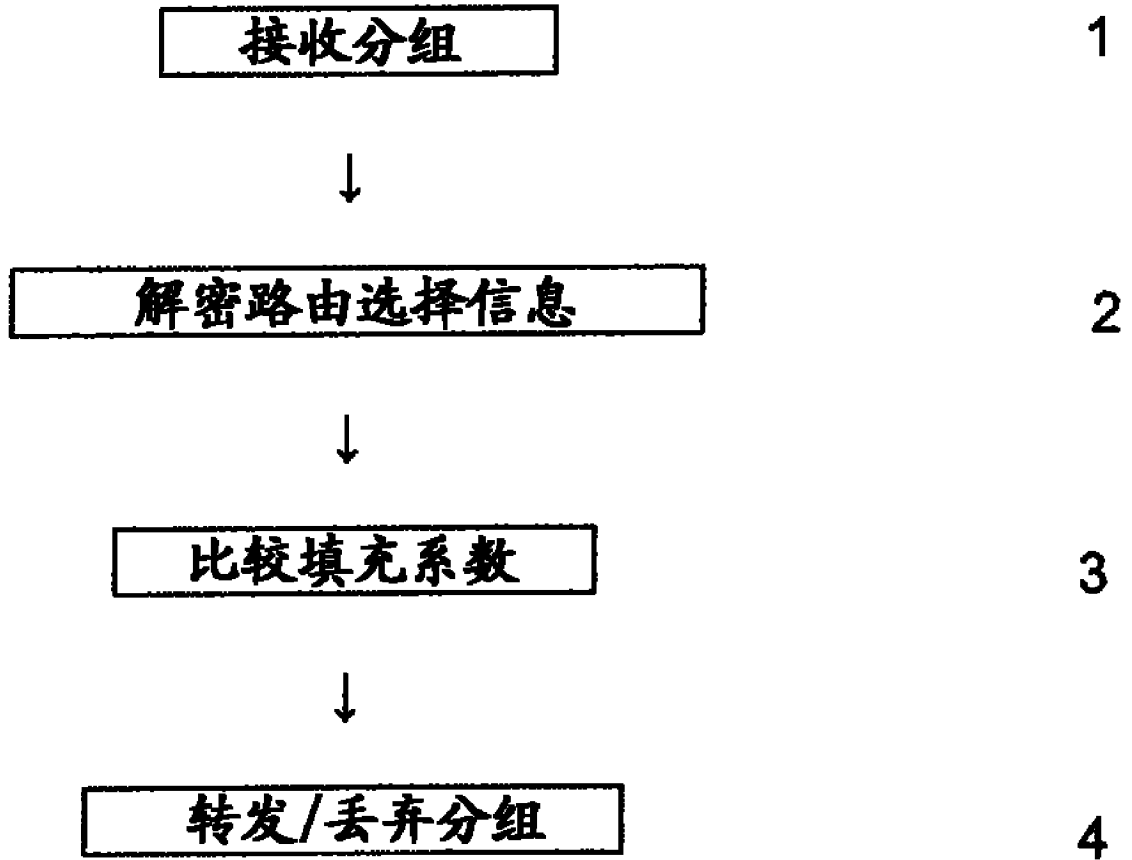 接收分组 1
↓
解密路由选择信息 2
↓
比较填充系数 3
↓
转发/丢弃分组 4